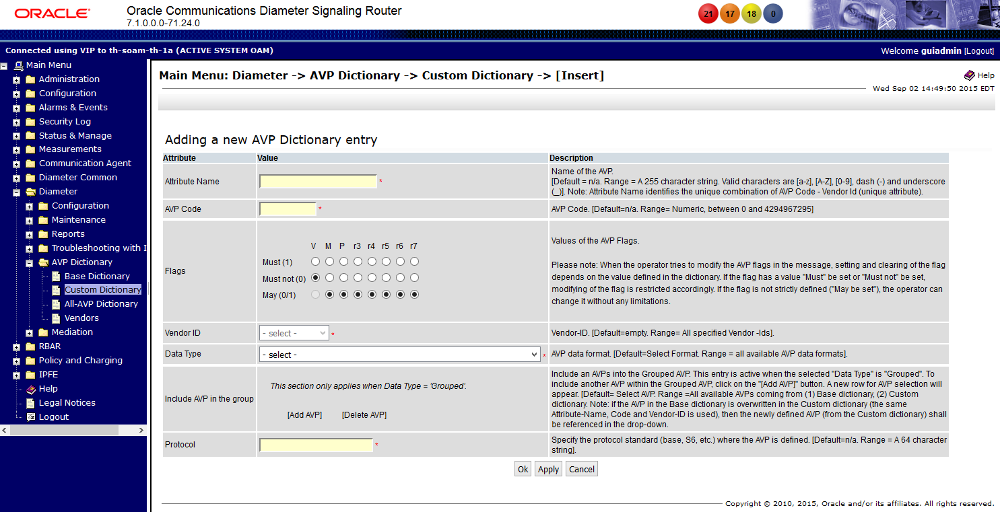 ORACLE®
Oracle Communications Diameter Signaling Router
7.1.0.0.0-71.24.0
21 17 18 0
Connected using VIP to th-soam-th-1a (ACTIVE SYSTEM OAM)
Welcome guiadmin [Logout]
Main Menu
Administration
Configuration
Alarms & Events
Security Log
Status & Manage
Measurements
Communication Agent
Diameter Common
Diameter
Configuration
Maintenance
Reports
Troubleshooting with I
AVP Dictionary
Base Dictionary
Custom Dictionary
All-AVP Dictionary
Vendors
Mediation
RBAR
Policy and Charging
IPFE
Help
Legal Notices
Logout
Main Menu: Diameter -> AVP Dictionary -> Custom Dictionary -> [Insert]
Help
Wed Sep 02 14:49:50 2015 EDT
Adding a new AVP Dictionary entry
Attribute Value Description
Attribute Name
*
Name of the AVP.
[Default = n/a. Range = A 255 character string. Valid characters are [a-z], [A-Z], [0-9], dash (-) and underscore
(_)]. Note: Attribute Name identifies the unique combination of AVP Code - Vendor Id (unique attribute).
AVP Code
*
AVP Code. [Default=n/a. Range= Numeric, between 0 and 4294967295]
Flags
V M P r3 r4 r5 r6 r7
Must (1)
Must not (0)
May (0/1)
Values of the AVP Flags.
Please note: When the operator tries to modify the AVP flags in the message, setting and clearing of the flag
depends on the value defined in the dictionary. If the flag has a value "Must" be set or "Must not" be set,
modifying of the flag is restricted accordingly. If the flag is not strictly defined ("May be set"), the operator can
change it without any limitations.
Vendor ID
- select - *
Vendor-ID. [Default=empty. Range= All specified Vendor -Ids].
Data Type
- select - *
AVP data format. [Default=Select Format. Range = all available AVP data formats].
Include AVP in the group
This section only applies when Data Type = 'Grouped'.
[Add AVP] [Delete AVP]
Include an AVPs into the Grouped AVP. This entry is active when the selected "Data Type" is "Grouped". To
include another AVP within the Grouped AVP, click on the "[Add AVP]" button. A new row for AVP selection will
appear. [Default= Select AVP. Range =All available AVPs coming from (1) Base dictionary, (2) Custom
dictionary. Note: if the AVP in the Base dictionary is overwritten in the Custom dictionary (the same
Attribute-Name, Code and Vendor-ID is used), then the newly defined AVP (from the Custom dictionary) shall
be referenced in the drop-down.
Protocol
*
Specify the protocol standard (base, S6, etc.) where the AVP is defined. [Default=n/a. Range = A 64 character
string].
Ok Apply Cancel
Copyright © 2010, 2015, Oracle and/or its affiliates. All rights reserved.